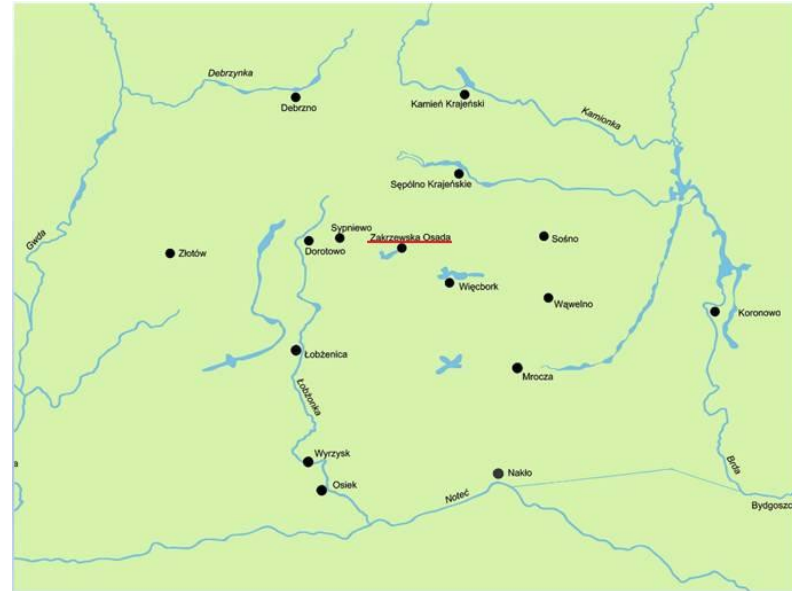 Debrzynka
Debrzno
Kamień Krajeński
Kamionka
Sępólno Krajeńskie
Gwda
Złotów
Sypniewo
Dorotowo
Zakrzewska Osada
Sośno
Więcbork
Wąwelno
Koronowo
Łobżenica
Mrocza
Łobżonka
Wyrzysk
Osiek
Nakło
Noteć
Brda
Bydgoszc
a